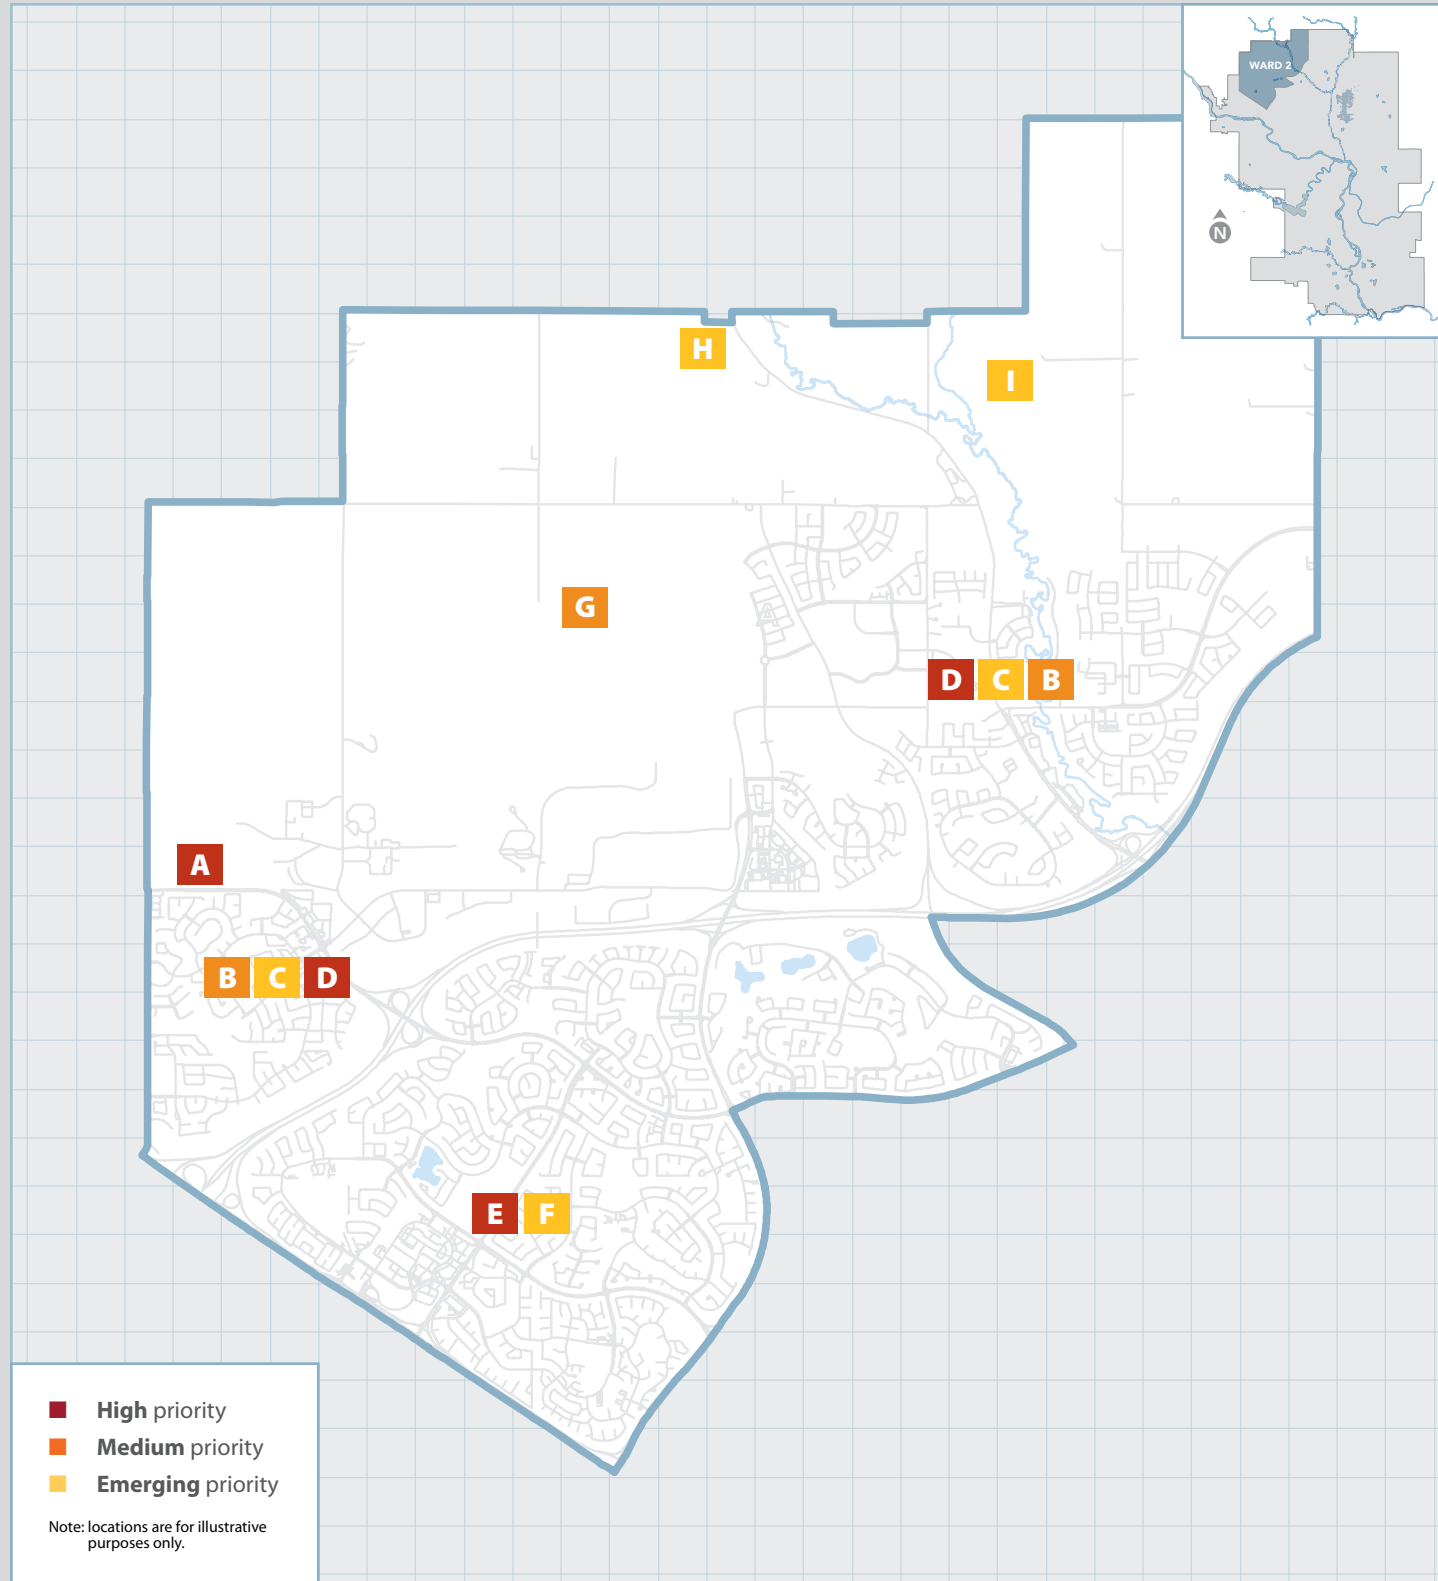 WARD 2
N
H
I
G
D C B
A
B C D
E F
High priority
Medium priority
Emerging priority
Note: locations are for illustrative
purposes only.